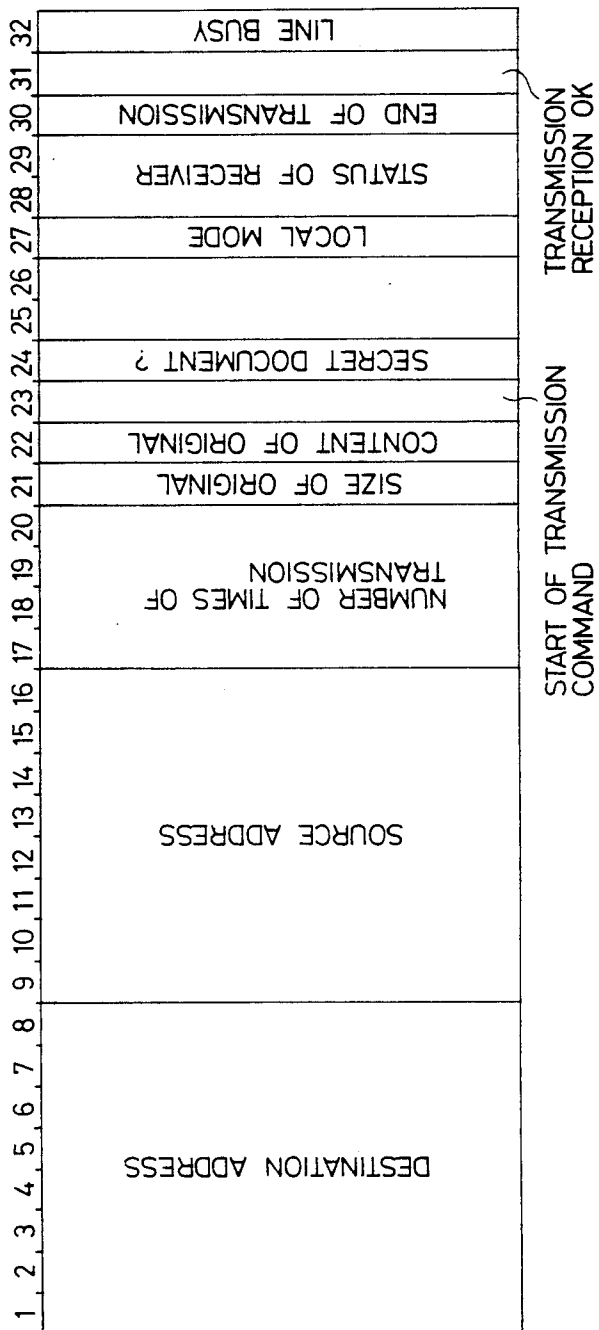 1 2 3 4 5 6 7 8 9 10 11 12 13 14 15 16 17 18 19 20 21 22 23 24 25 26 27 28 29 30 31 32
DESTINATION ADDRESS
SOURCE ADDRESS
NUMBER OF TIMES OF
TRANSMISSION
SIZE OF ORIGINAL
CONTENT OF ORIGINAL
SECRET DOCUMENT ?
LOCAL MODE
STATUS OF RECEIVER
END OF TRANSMISSION
LINE BUSY
START OF TRANSMISSION
COMMAND
TRANSMISSION
RECEPTION OK